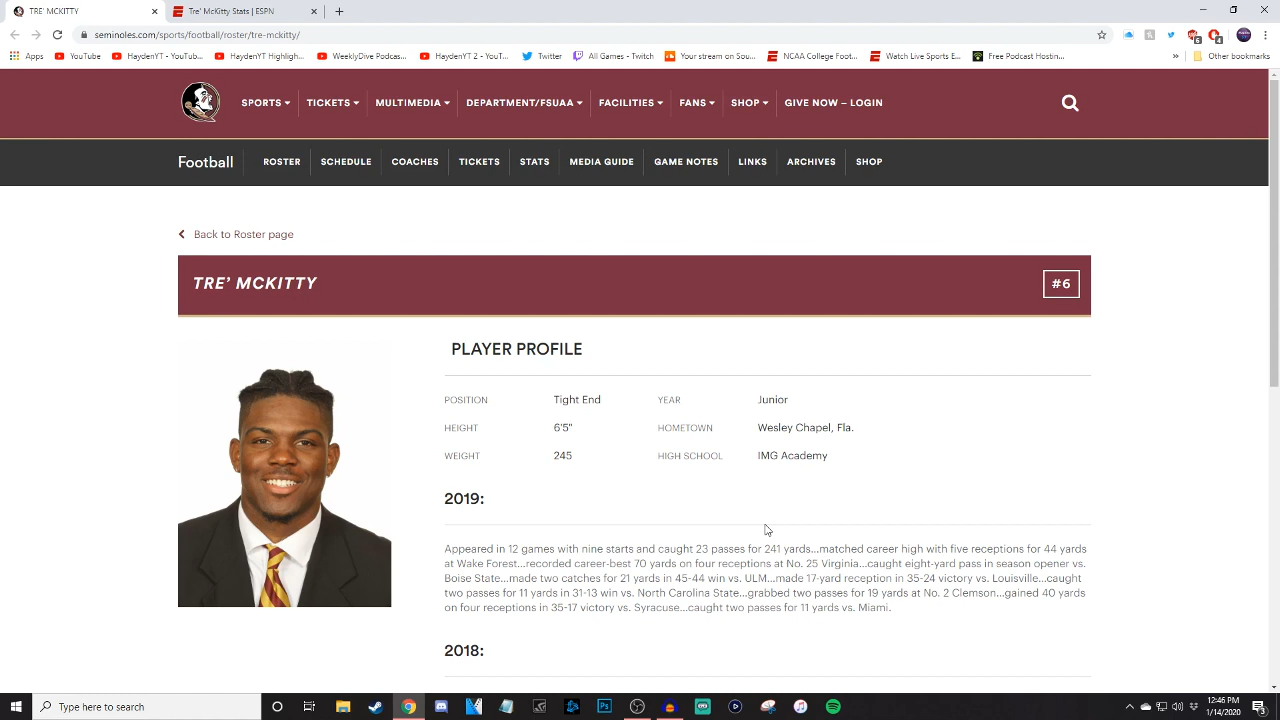 TRE' MCKITTY
Tre' McKitty Stats | ESPN
seminoles.com/sports/football/roster/tre-mckitty/
Apps
YouTube
HaydenYT - YouTub...
HaydenYT Highligh...
WeeklyDive Podcas...
HaydenYT 2 - YouT...
Twitter
All Games - Twitch
Your stream on Sou...
NCAA College Foot...
Watch Live Sports E...
Free Podcast Hostin...
»
Other bookmarks
SPORTS
TICKETS
MULTIMEDIA
DEPARTMENT/FSUAA
FACILITIES
FANS
SHOP
GIVE NOW – LOGIN
Football
ROSTER
SCHEDULE
COACHES
TICKETS
STATS
MEDIA GUIDE
GAME NOTES
LINKS
ARCHIVES
SHOP
Back to Roster page
TRE' MCKITTY
#6
PLAYER PROFILE
POSITION Tight End YEAR Junior
HEIGHT 6'5" HOMETOWN Wesley Chapel, Fla.
WEIGHT 245 HIGH SCHOOL IMG Academy
2019:
Appeared in 12 games with nine starts and caught 23 passes for 241 yards...matched career high with five receptions for 44 yards
at Wake Forest...recorded career-best 70 yards on four receptions at No. 25 Virginia...caught eight-yard pass in season opener vs.
Boise State...made two catches for 21 yards in 45-44 win vs. ULM...made 17-yard reception in 35-24 victory vs. Louisville...caught
two passes for 11 yards in 31-13 win vs. North Carolina State...grabbed two passes for 19 yards at No. 2 Clemson...gained 40 yards
on four receptions in 35-17 victory vs. Syracuse...caught two passes for 11 yards vs. Miami.
2018:
Type here to search
12:46 PM
1/14/2020